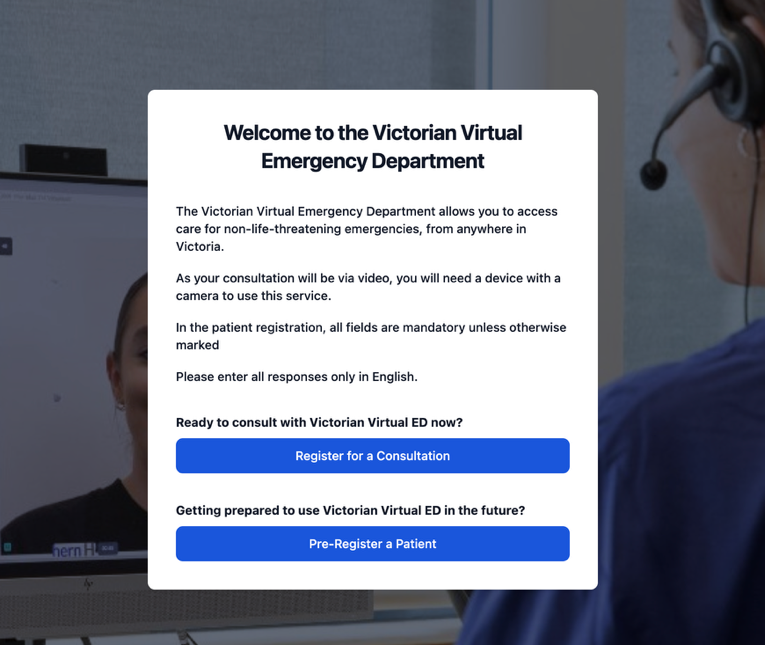 Welcome to the Victorian Virtual
Emergency Department
The Victorian Virtual Emergency Department allows you to access
care for non-life-threatening emergencies, from anywhere in
Victoria.
As your consultation will be via video, you will need a device with a
camera to use this service.
In the patient registration, all fields are mandatory unless otherwise
marked
Please enter all responses only in English.
Ready to consult with Victorian Virtual ED now?
Register for a Consultation
Getting prepared to use Victorian Virtual ED in the future?
Pre-Register a Patient
hp